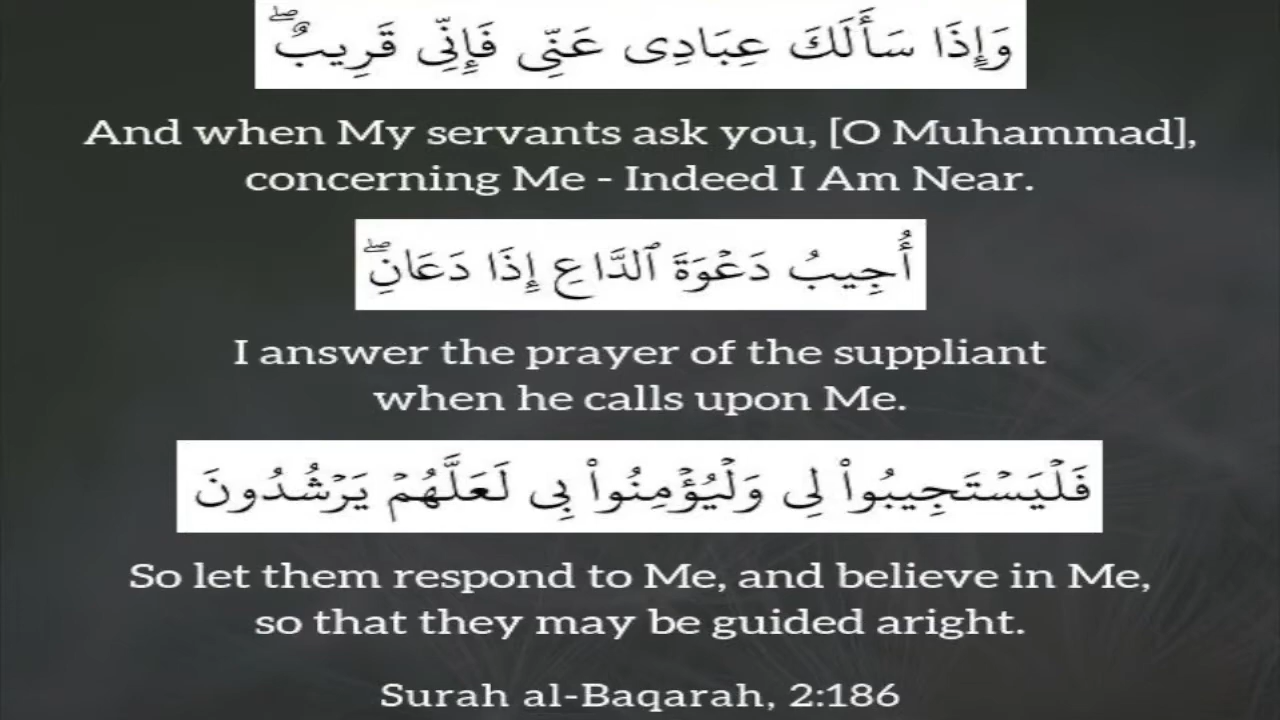 وَإِذَا سَأَلَكَ عِبَادِى عَنِّى فَإِنِّى قَرِيبٌ ۖ
And when My servants ask you, [O Muhammad],
concerning Me - Indeed I Am Near.
أُجِيبُ دَعْوَةَ ٱلدَّاعِ إِذَا دَعَانِ ۖ
I answer the prayer of the suppliant
when he calls upon Me.
فَلْيَسْتَجِيبُوا۟ لِى وَلْيُؤْمِنُوا۟ بِى لَعَلَّهُمْ يَرْشُدُونَ
So let them respond to Me, and believe in Me,
so that they may be guided aright.
Surah al-Baqarah, 2:186